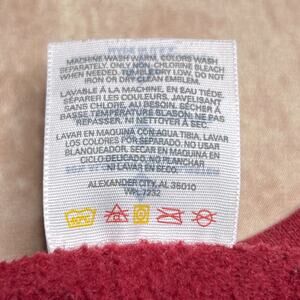 MACHINE WASH WARM, COLORS WASH
SEPARATELY, ONLY NON-CHLORINE BLEACH
WHEN NEEDED, TUMBLE DRY LOW, DO NOT
IRON OR DRY CLEAN EMBLEM.
LAVABLE À LA MACHINE, EN EAU TIÈDE.
SÉPARER LES COULEURS. JAVELISANT
SANS CHLORE, AU BESOIN. SÉCHER À
BASSE TEMPÉRATURE BLASON. NE PAS
REPASSER, NI NETTOYER À SEC.
LAVAR EN MAQUINA CON AGUA TIBIA. LAVAR
LOS COLORES POR SEPARADO. NO USAR
BLANQUEADOR. SECAR EN MAQUINA EN
CICLO DELICADO. NO PLANCHAR
NI LAVAR EN SECO.
ALEXANDER CITY, AL 35010
WPL 7232